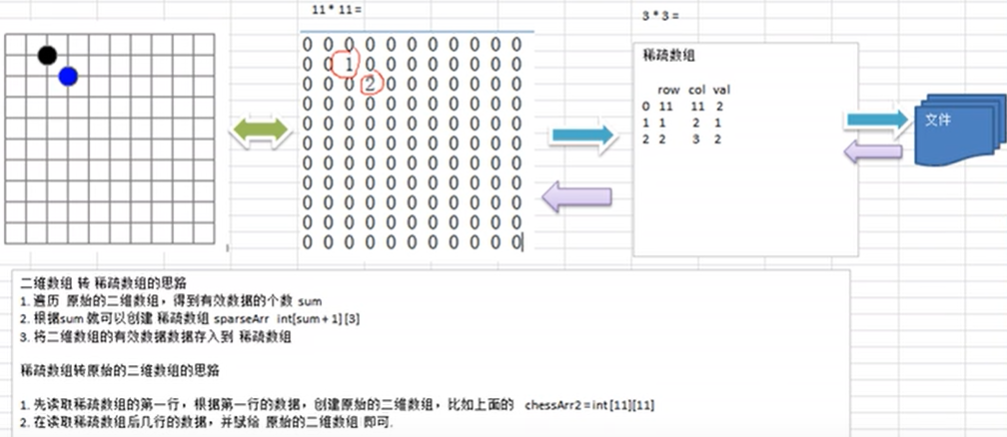 11 * 11 =
0 0 0 0 0 0 0 0 0 0 0
0 0 1 0 0 0 0 0 0 0 0
0 0 0 2 0 0 0 0 0 0 0
0 0 0 0 0 0 0 0 0 0 0
0 0 0 0 0 0 0 0 0 0 0
0 0 0 0 0 0 0 0 0 0 0
0 0 0 0 0 0 0 0 0 0 0
0 0 0 0 0 0 0 0 0 0 0
0 0 0 0 0 0 0 0 0 0 0
0 0 0 0 0 0 0 0 0 0 0
0 0 0 0 0 0 0 0 0 0 0
3 * 3 =
稀疏数组
row col val
0 11 11 2
1 1 2 1
2 2 3 2
文件
二维数组 转 稀疏数组的思路
1. 遍历 原始的二维数组，得到有效数据的个数 sum
2. 根据sum 就可以创建 稀疏数组 sparseArr int[sum + 1] [3]
3. 将二维数组的有效数据数据存入到 稀疏数组
稀疏数组转原始的二维数组的思路
1. 先读取稀疏数组的第一行，根据第一行的数据，创建原始的二维数组，比如上面的 chessArr2 = int [11][11]
2. 在读取稀疏数组后几行的数据，并赋给 原始的二维数组 即可.